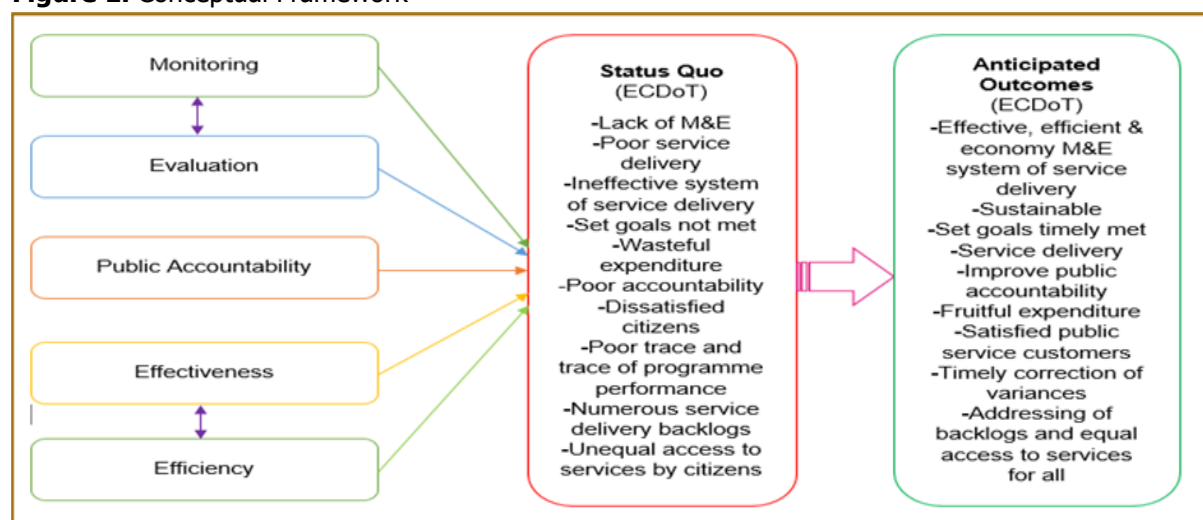 Monitoring
Evaluation
Public Accountability
Effectiveness
Efficiency
Status Quo
(ECDoT)
-Lack of M&E
-Poor service
delivery
-Ineffective system
of service delivery
-Set goals not met
-Wasteful
expenditure
-Poor accountability
-Dissatisfied
citizens
-Poor trace and
trace of programme
performance
-Numerous service
delivery backlogs
-Unequal access to
services by citizens
Anticipated
Outcomes
(ECDoT)
-Effective, efficient &
economy M&E
system of service
delivery
-Sustainable
-Set goals timely met
-Service delivery
-Improve public
accountability
-Fruitful expenditure
-Satisfied public
service customers
-Timely correction of
variances
-Addressing of
backlogs and equal
access to services
for all